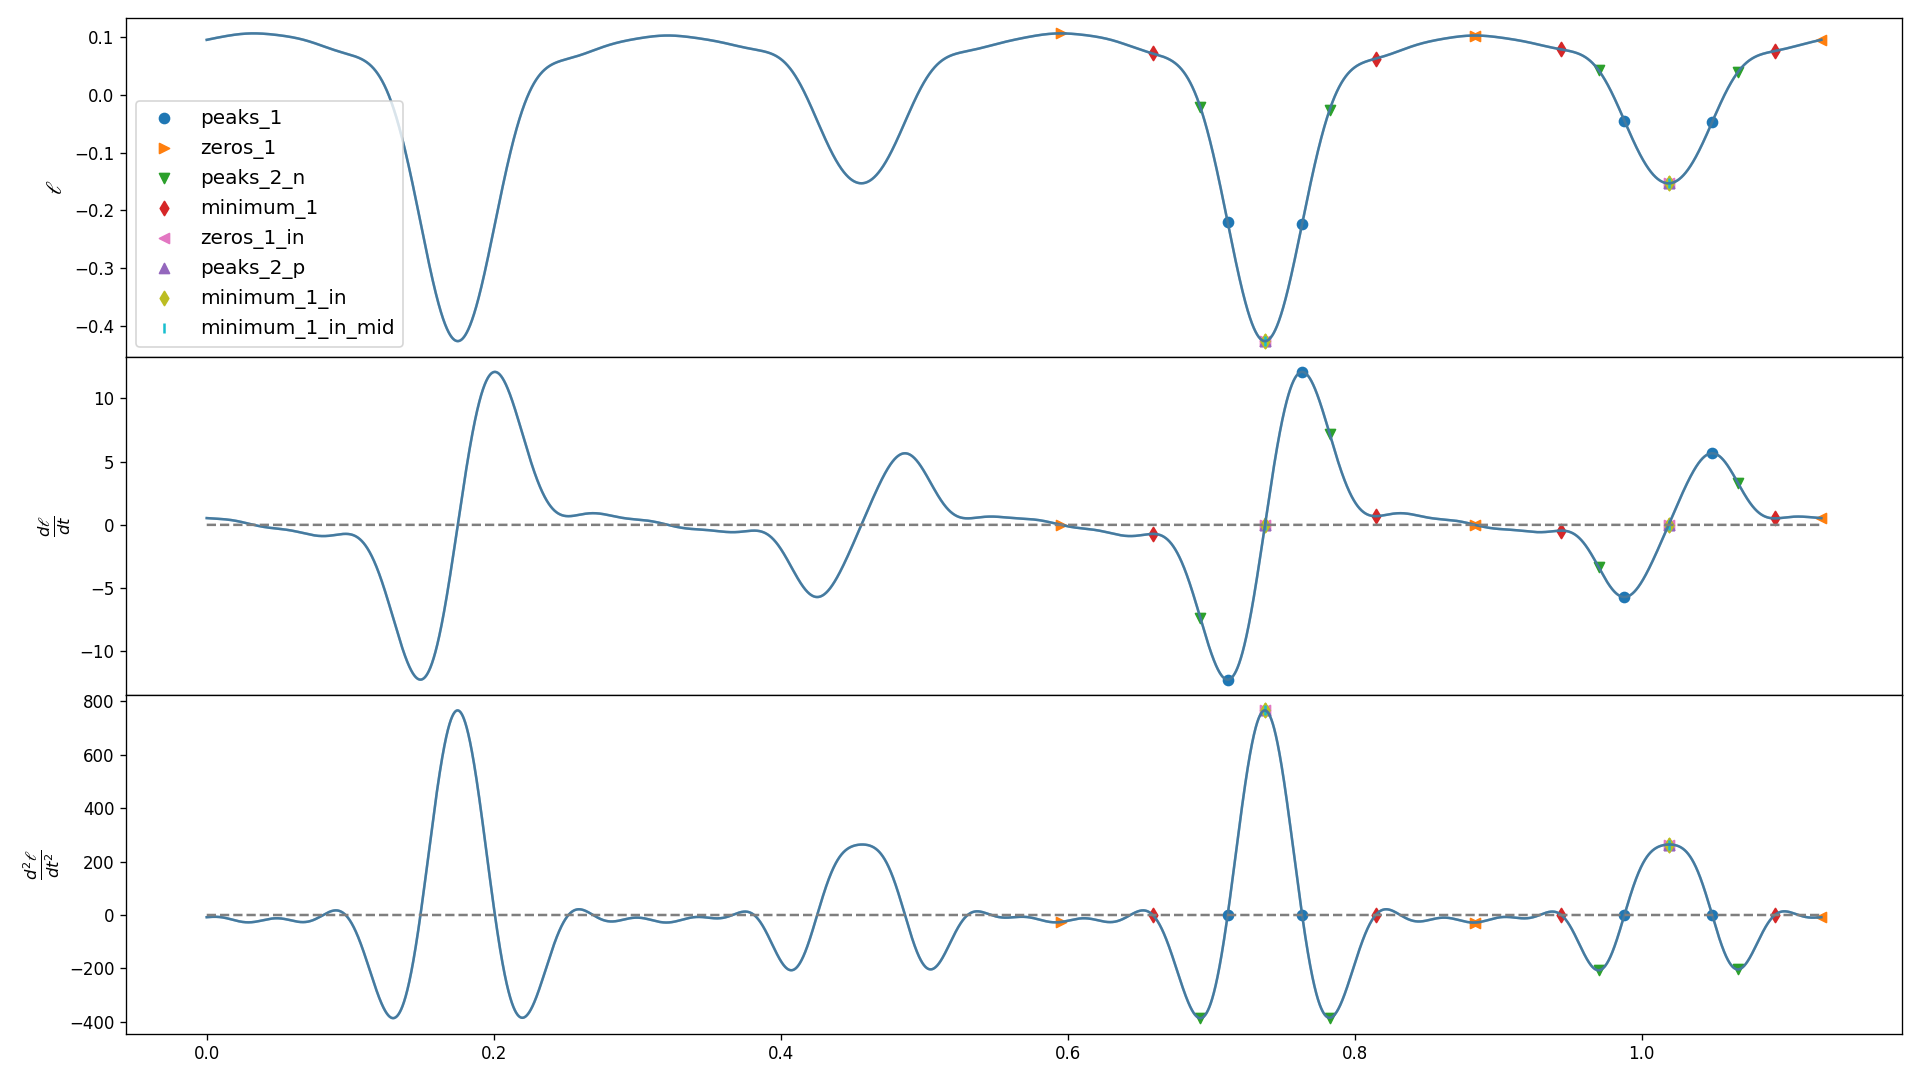 0.1
0.0
−0.1
−0.2
−0.3
−0.4
ℓ
peaks_1
zeros_1
peaks_2_n
minimum_1
zeros_1_in
peaks_2_p
minimum_1_in
minimum_1_in_mid
10
5
0
−5
−10
dℓ
dt
800
600
400
200
0
−200
−400
d²ℓ
dt²
0.0 0.2 0.4 0.6 0.8 1.0